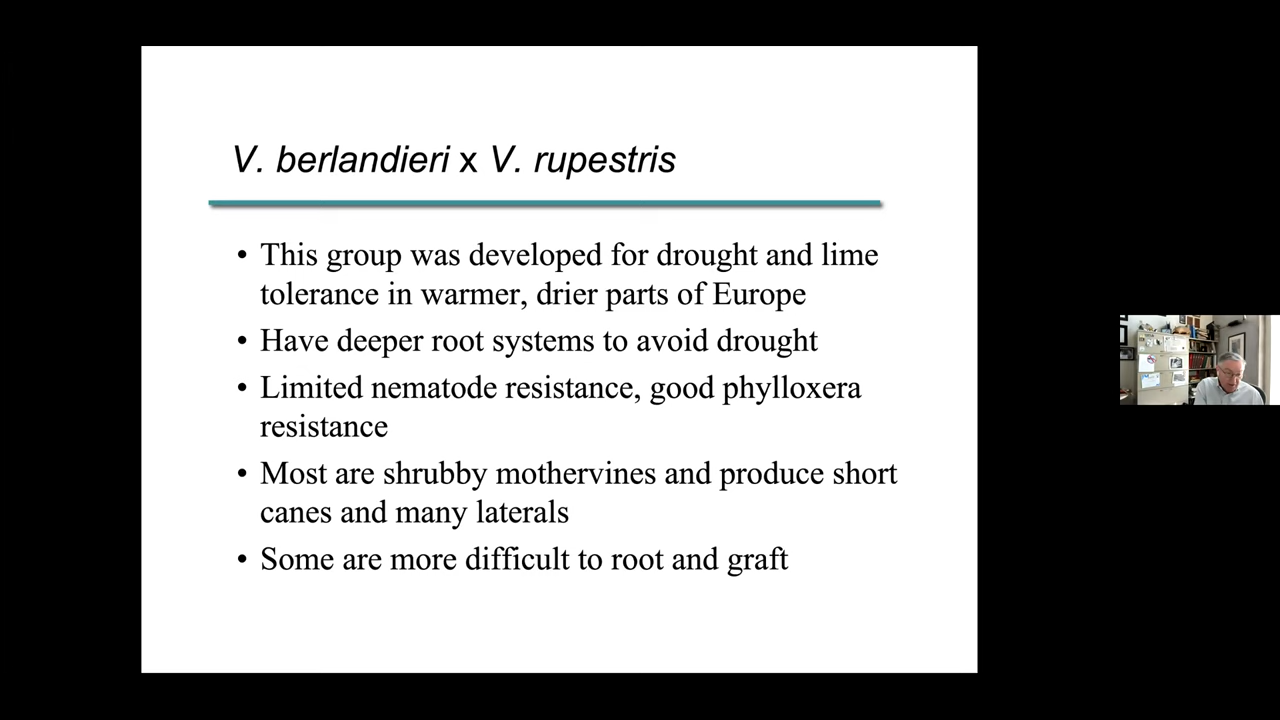 V. berlandieri x V. rupestris
• This group was developed for drought and lime
tolerance in warmer, drier parts of Europe
• Have deeper root systems to avoid drought
• Limited nematode resistance, good phylloxera
resistance
• Most are shrubby mothervines and produce short
canes and many laterals
• Some are more difficult to root and graft